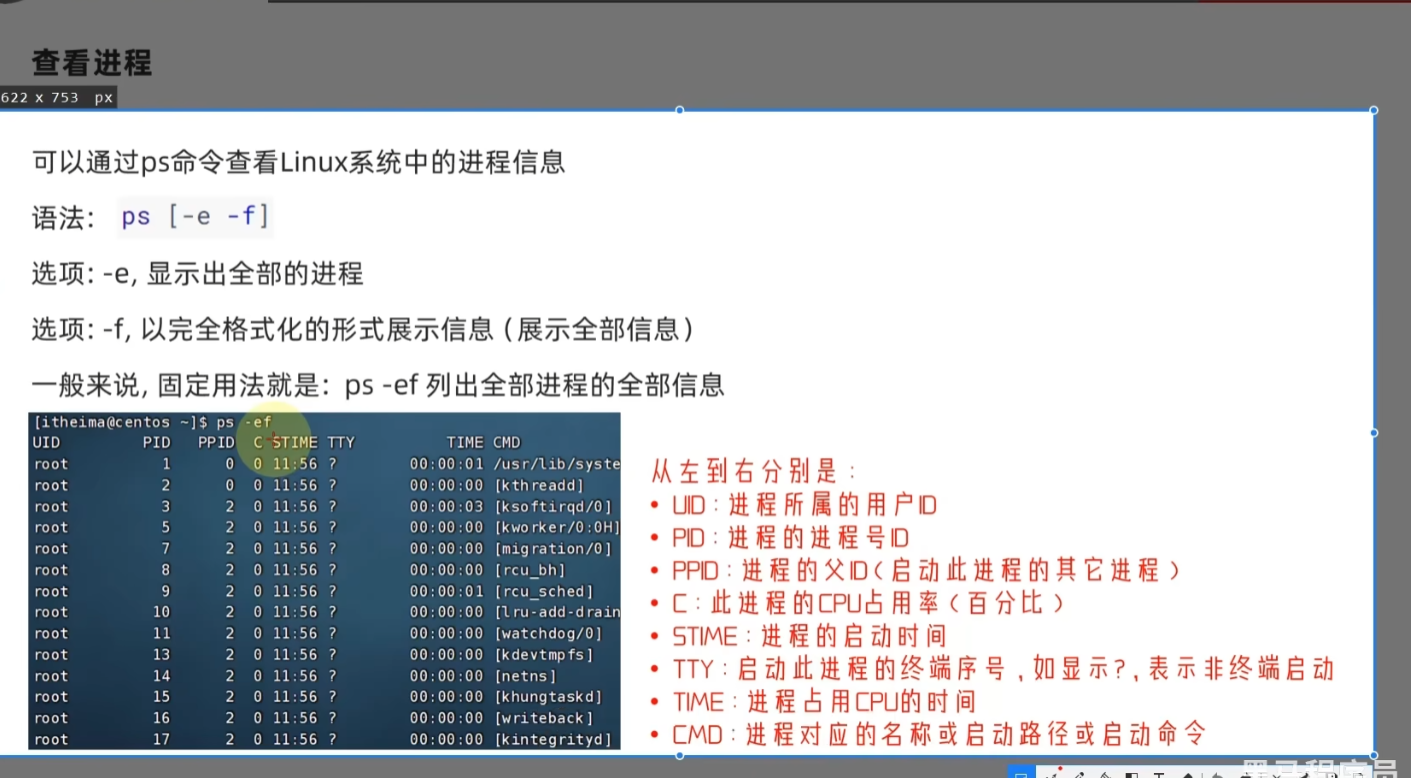 查看进程
622 x 753 px
可以通过ps命令查看Linux系统中的进程信息
语法： ps [-e -f]
选项: -e, 显示出全部的进程
选项: -f, 以完全格式化的形式展示信息（展示全部信息）
一般来说, 固定用法就是： ps -ef 列出全部进程的全部信息
[itheima@centos ~]$ ps -ef
UID PID PPID C STIME TTY TIME CMD
root 1 0 0 11:56 ? 00:00:01 /usr/lib/syste
root 2 0 0 11:56 ? 00:00:00 [kthreadd]
root 3 2 0 11:56 ? 00:00:03 [ksoftirqd/0]
root 5 2 0 11:56 ? 00:00:00 [kworker/0:0H]
root 7 2 0 11:56 ? 00:00:00 [migration/0]
root 8 2 0 11:56 ? 00:00:00 [rcu_bh]
root 9 2 0 11:56 ? 00:00:01 [rcu_sched]
root 10 2 0 11:56 ? 00:00:00 [lru-add-drain
root 11 2 0 11:56 ? 00:00:00 [watchdog/0]
root 13 2 0 11:56 ? 00:00:00 [kdevtmpfs]
root 14 2 0 11:56 ? 00:00:00 [netns]
root 15 2 0 11:56 ? 00:00:00 [khungtaskd]
root 16 2 0 11:56 ? 00:00:00 [writeback]
root 17 2 0 11:56 ? 00:00:00 [kintegrityd]
从左到右分别是：
• UID：进程所属的用户ID
• PID：进程的进程号ID
• PPID：进程的父ID（启动此进程的其它进程）
• C：此进程的CPU占用率（百分比）
• STIME：进程的启动时间
• TTY：启动此进程的终端序号，如显示?，表示非终端启动
• TIME：进程占用CPU的时间
• CMD：进程对应的名称或启动路径或启动命令